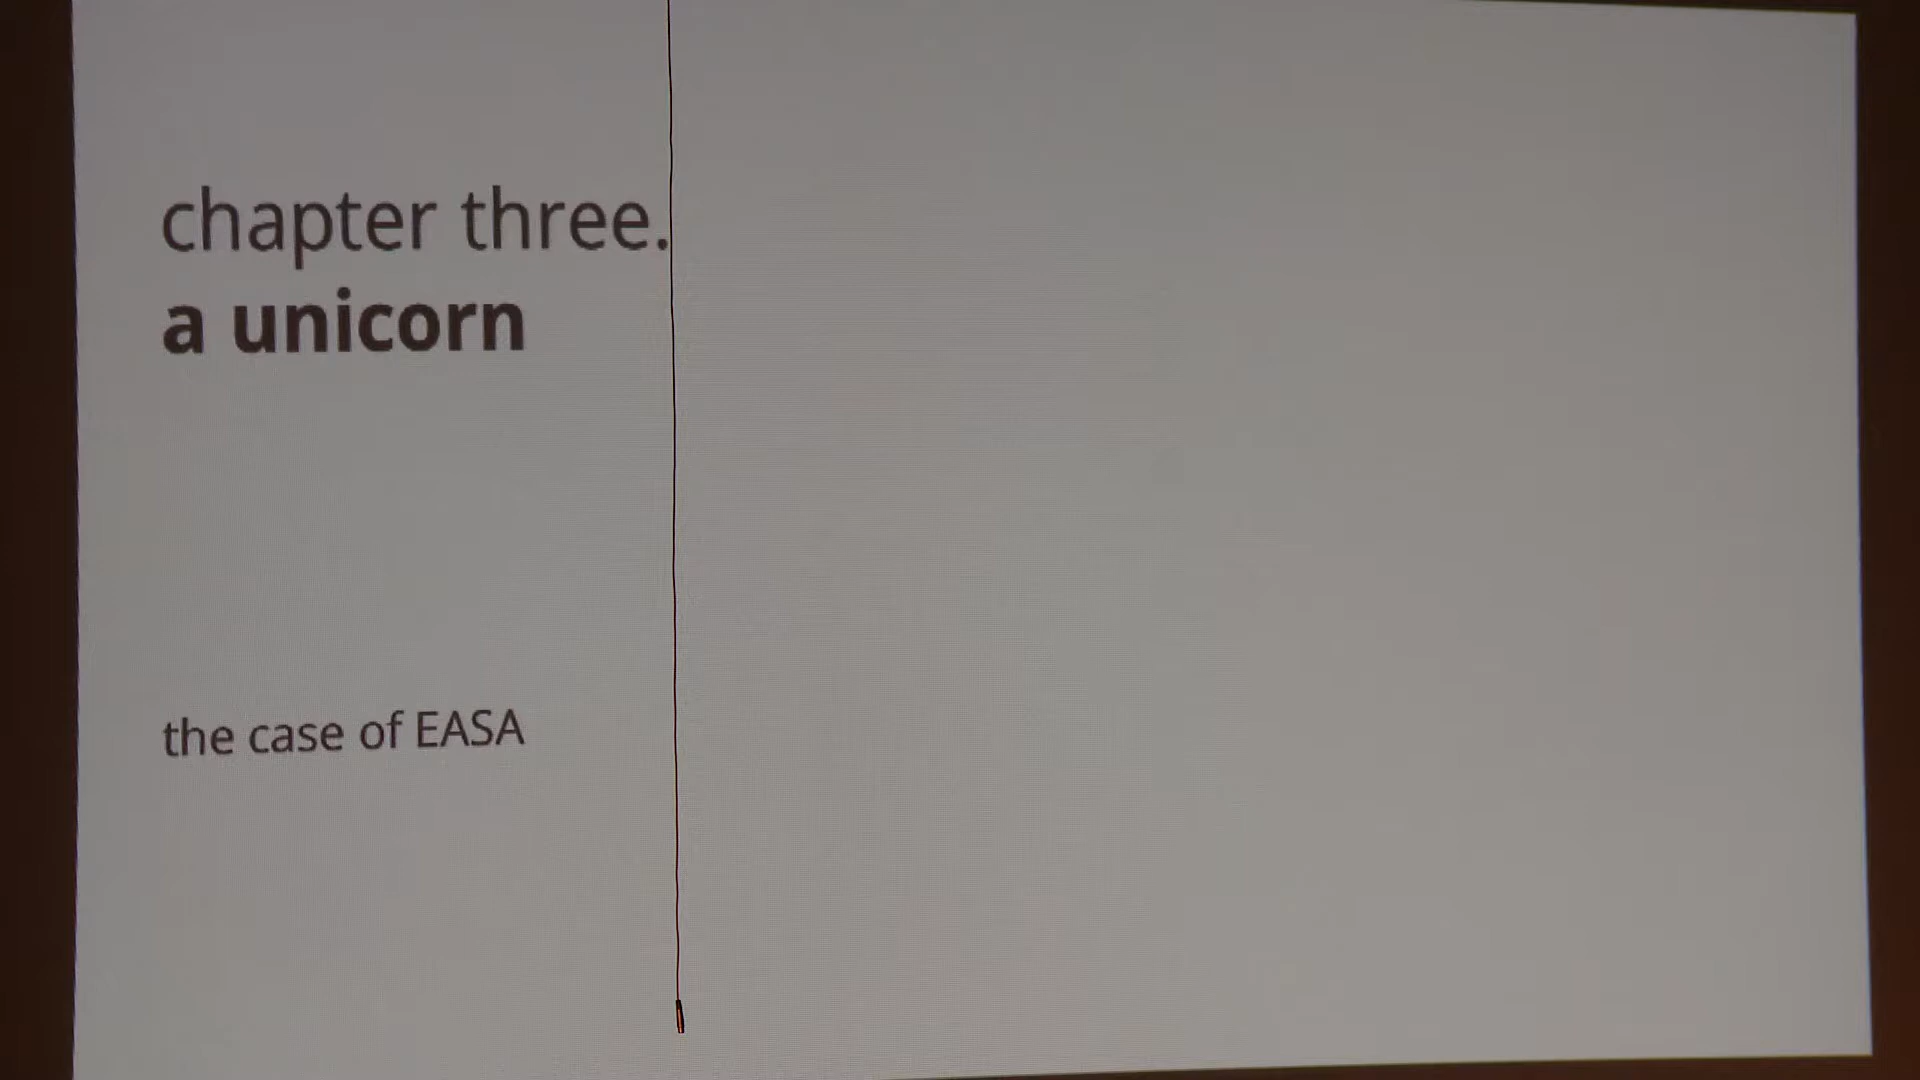 chapter three.
a unicorn
the case of EASA